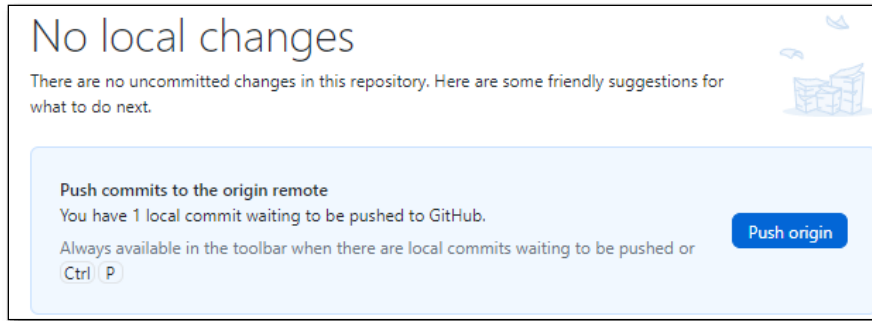 No local changes
There are no uncommitted changes in this repository. Here are some friendly suggestions for
what to do next.
Push commits to the origin remote
You have 1 local commit waiting to be pushed to GitHub.
Always available in the toolbar when there are local commits waiting to be pushed or
Ctrl P
Push origin